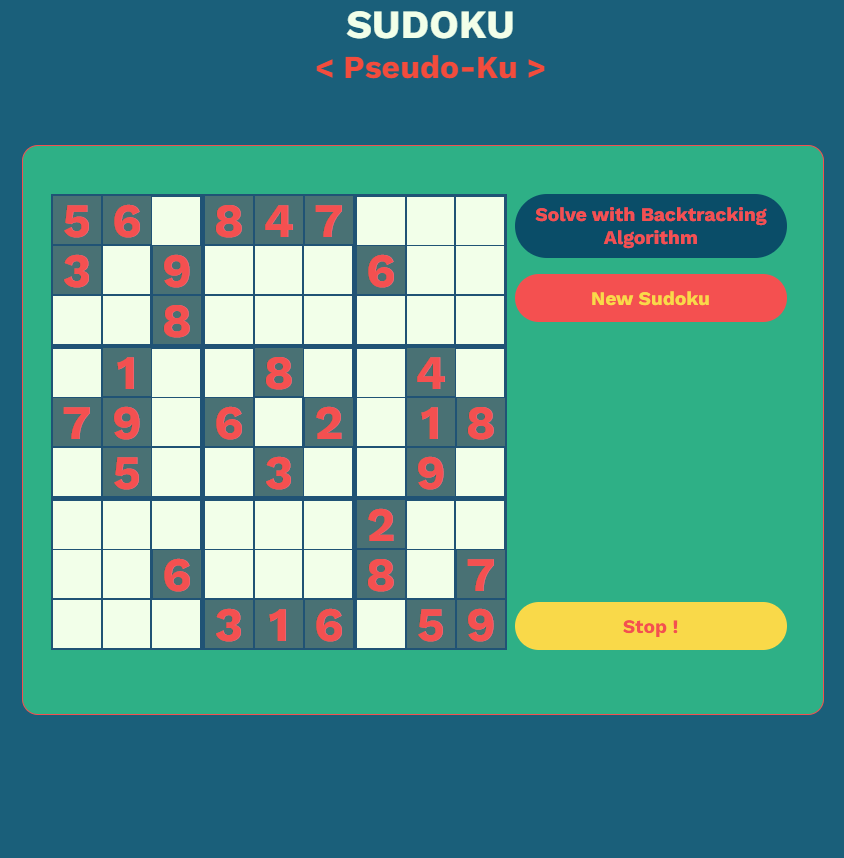 SUDOKU
< Pseudo-Ku >
5 6 8 4 7
3 9 6
8
1 8 4
7 9 6 2 1 8
5 3 9
2
6 8 7
3 1 6 5 9
Solve with Backtracking
Algorithm
New Sudoku
Stop !